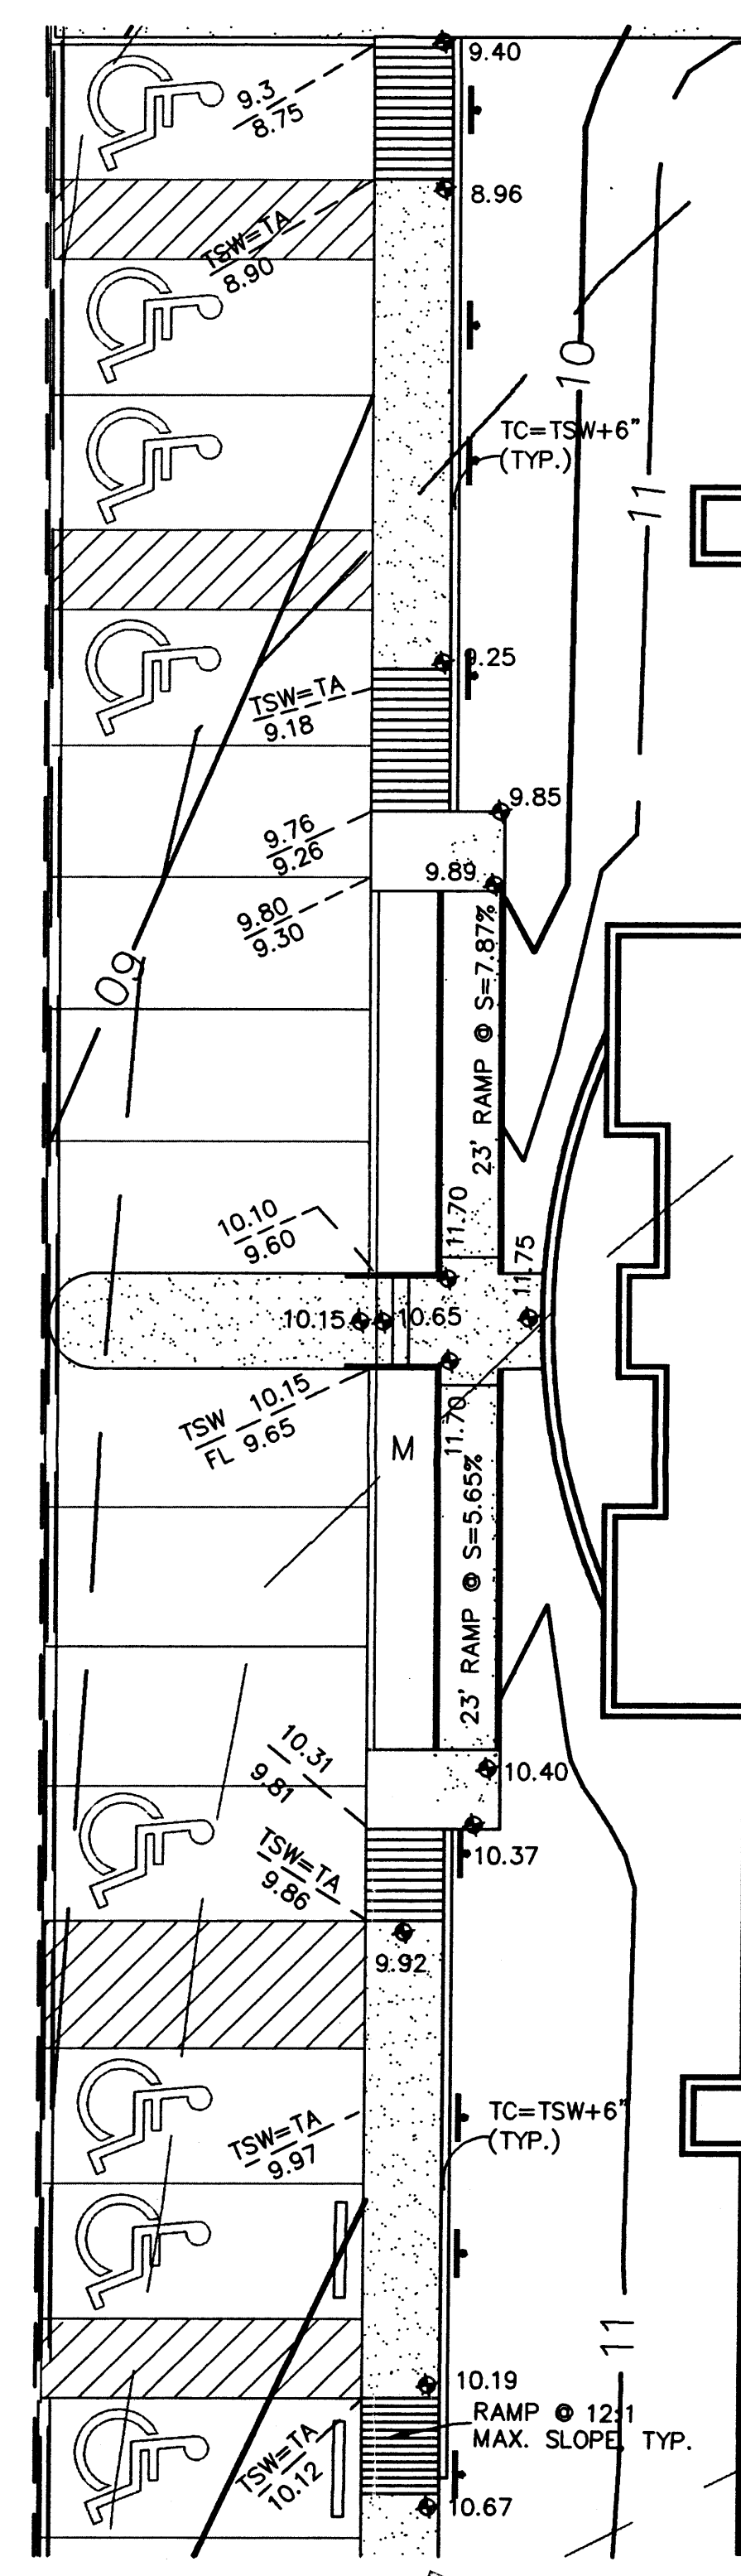 9.40
9.3
8.75
8.96
TSW=TA
8.90
10
TC=TSW+6"
(TYP.)
11
9.25
TSW=TA
9.18
9.85
9.76
9.26
9.89
9.80
9.30
09
23' RAMP @ S=7.87%
11.70
10.10
9.60
11.75
10.15
10.65
TSW 10.15
FL 9.65
11.70
M
23' RAMP @ S=5.65%
10.31
9.81
10.40
10.37
TSW=TA
9.86
9.92
TC=TSW+6"
(TYP.)
TSW=TA
9.97
11
10.19
RAMP @ 12:1
MAX. SLOPE, TYP.
TSW=TA
10.12
10.67